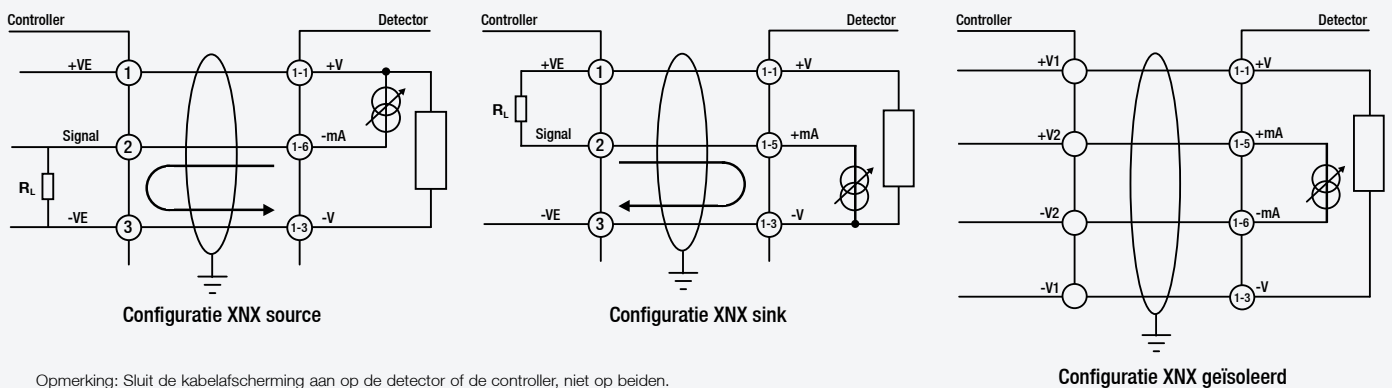 Controller Detector
+VE 1 1-1 +V
Signal 2 1-6 -mA
RL
-VE 3 1-3 -V
Configuratie XNX source
Controller Detector
+VE 1 1-1 +V
RL
Signal 2 1-5 +mA
-VE 3 1-3 -V
Configuratie XNX sink
Controller Detector
+V1 1-1 +V
+V2 1-5 +mA
-V2 1-6 -mA
-V1 1-3 -V
Configuratie XNX geïsoleerd
Opmerking: Sluit de kabelafscherming aan op de detector of de controller, niet op beiden.